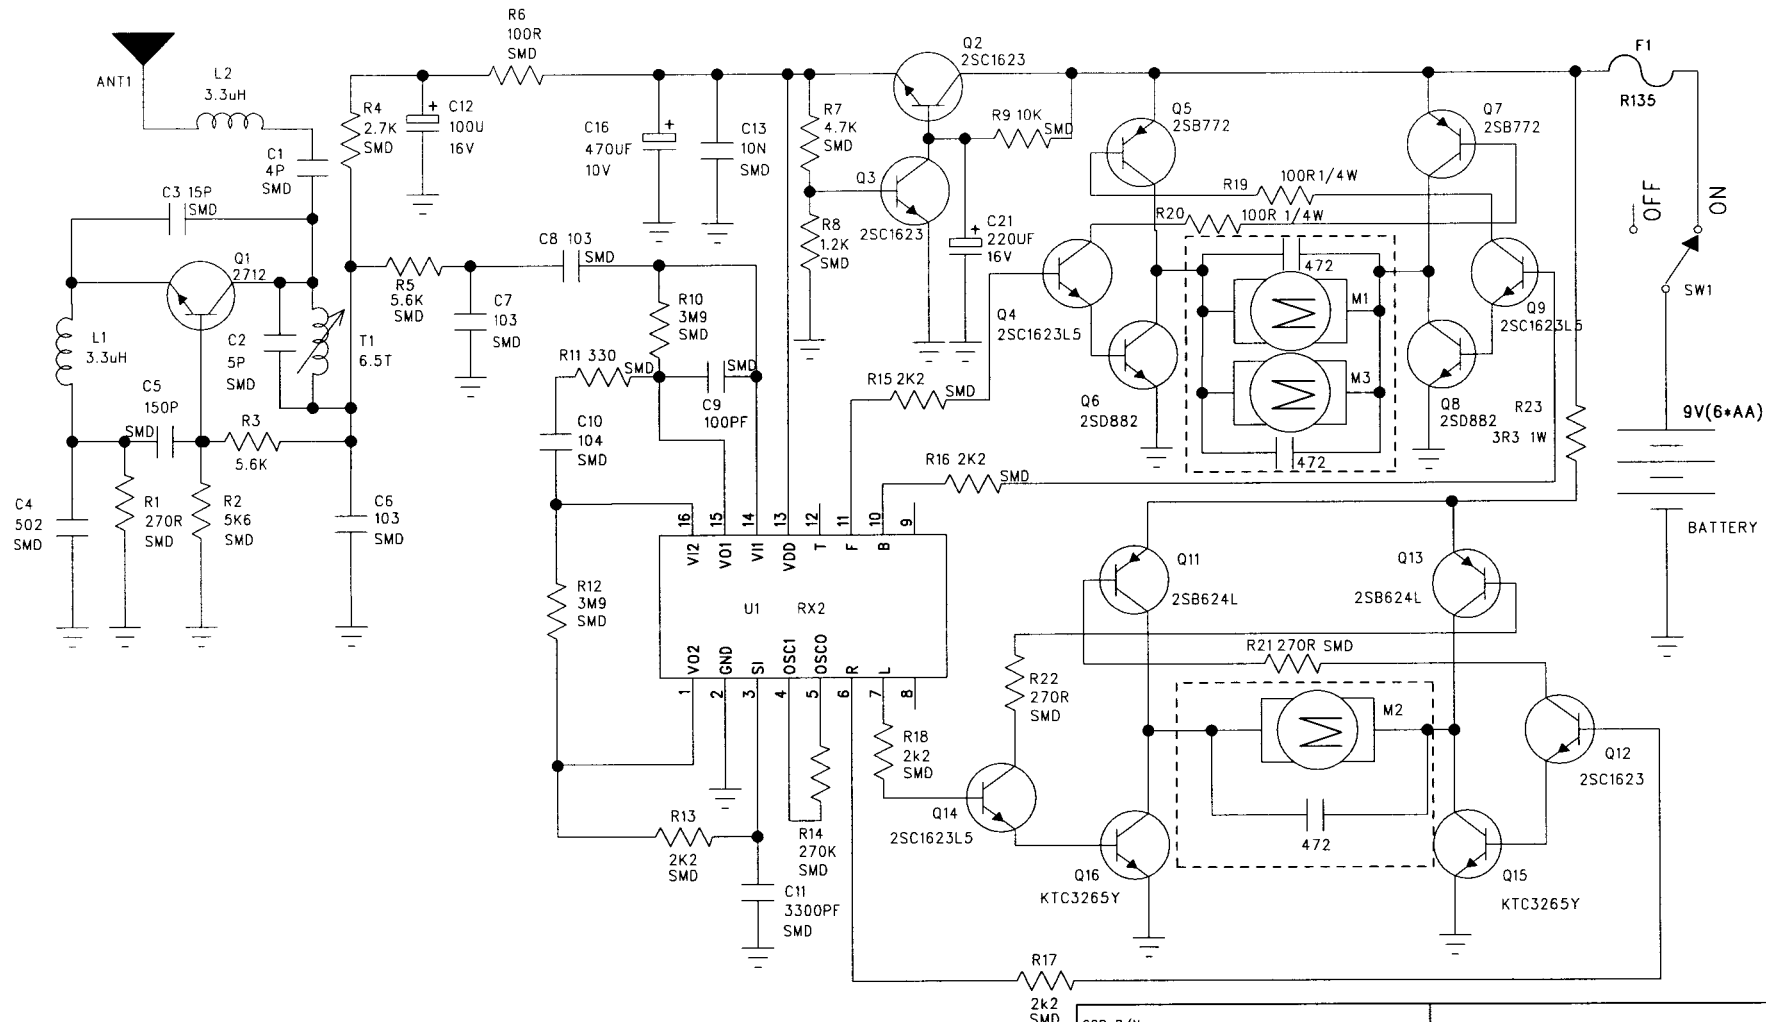 ANT1
L2
3.3uH
C1
4P
SMD
C3 15P
SMD
Q1
2712
L1
3.3uH
C2
5P
SMD
T1
6.5T
C5
150P
SMD
R3
5.6K
C4
502
SMD
R1
270R
SMD
R2
5K6
SMD
C6
103
SMD
R4
2.7K
SMD
R6
100R
SMD
+
C12
100U
16V
R5
5.6K
SMD
C7
103
SMD
C8 103
SMD
C16
470UF
10V
+
C13
10N
SMD
R7
4.7K
SMD
R8
1.2K
SMD
Q2
2SC1623
Q3
2SC1623
R9 10K
SMD
+
C21
220UF
16V
R10
3M9
SMD
R11 330
SMD
C9
100PF
SMD
C10
104
SMD
R12
3M9
SMD
R13
2K2
SMD
C11
3300PF
SMD
R14
270K
SMD
16 15 14 13 12 11 10 9
VI2 VO1 VI1 VDD T F B
U1 RX2
VO2 GND SI OSC1 OSCO R L
1 2 3 4 5 6 7 8
R15 2K2
SMD
R16 2K2
SMD
R18
2k2
SMD
R17
2k2
SMD
Q5
2SB772
Q7
2SB772
R19
100R 1/4W
R20
100R 1/4W
Q4
2SC1623L5
Q6
2SD882
472
M
M1
M
M3
472
Q9
2SC1623L5
Q8
2SD882
R23
3R3 1W
F1
R135
OFF
ON
SW1
9V(6*AA)
BATTERY
Q11
2SB624L
Q13
2SB624L
R21 270R SMD
R22
270R
SMD
M
M2
472
Q12
2SC1623
Q14
2SC1623L5
Q16
KTC3265Y
Q15
KTC3265Y